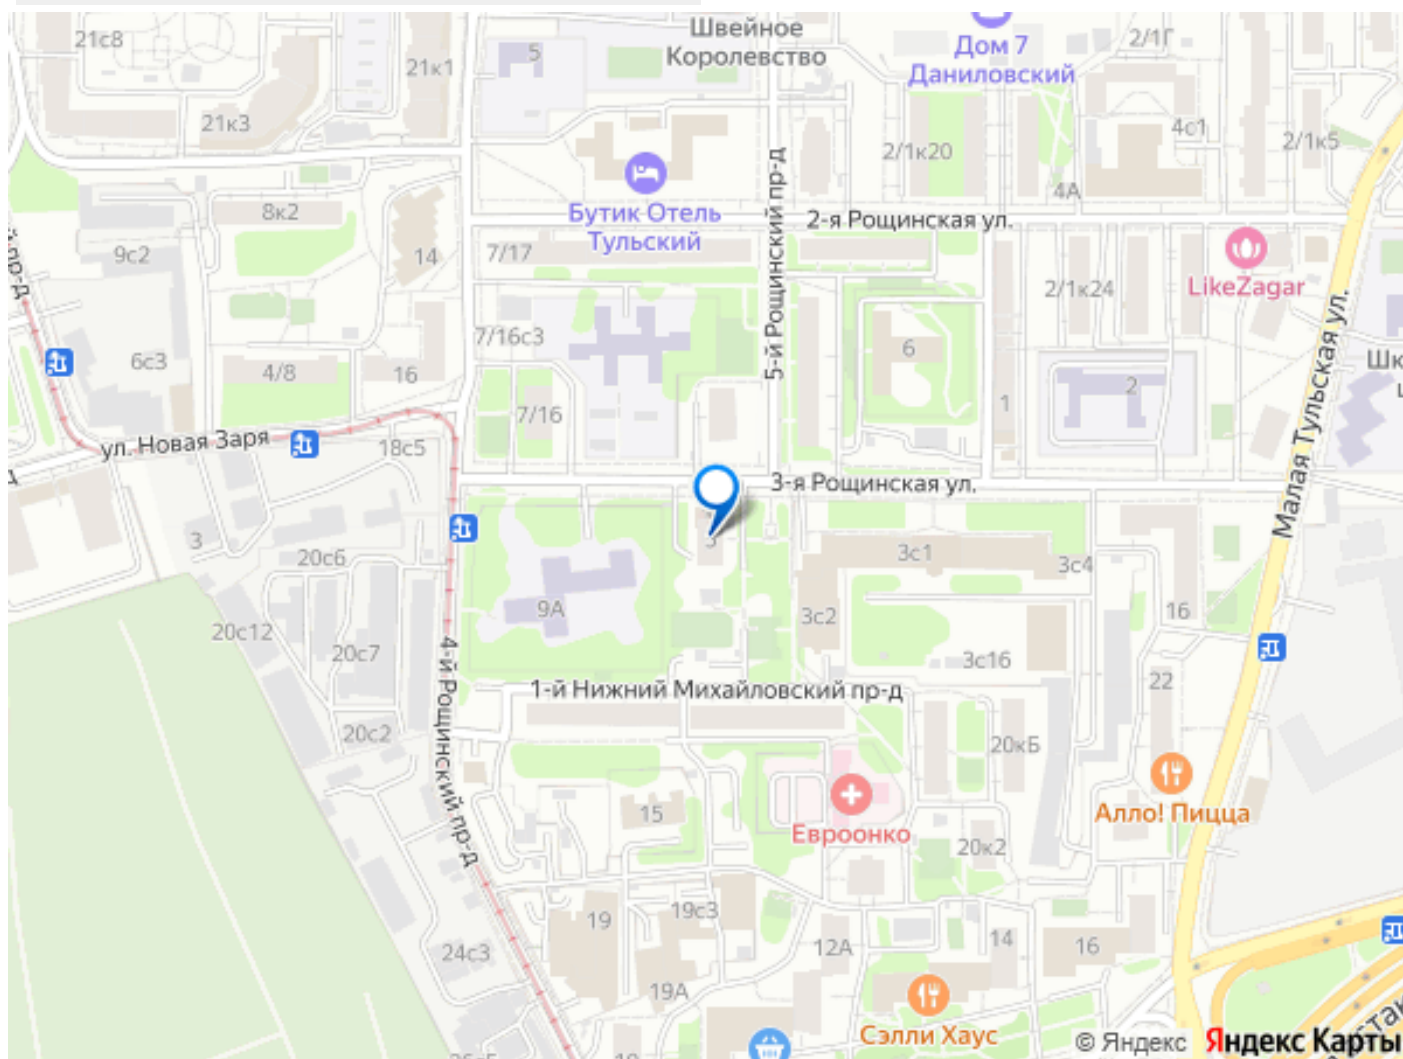 Швейное
Королевство
Дом 7
Даниловский
2/1Г
21с8
5
21к1
21к3
2/1к20
4с1
2/1к5
4А
5-й Рощинский пр-д
8к2
Бутик Отель
Тульский
2-я Рощинская ул.
9с2
14
7/17
й пр-д
LikeZagar
2/1к24
7/16с3
6
6с3
4/8
16
2
Шк
ц
7/16
1
ул. Новая Заря
18с5
Малая Тульская ул.
3-я Рощинская ул.
д
3
20с6
3
3с1
3с4
9А
3с2
16
20с12
20с7
3с16
4-й Рощинский пр-д
1-й Нижний Михайловский пр-д
22
20с2
20кБ
15
Евроонко
Алло! Пицца
20к2
19
19с3
12А
14
16
24с3
19А
Сэлли Хаус
© Яндекс
Яндекс Карты